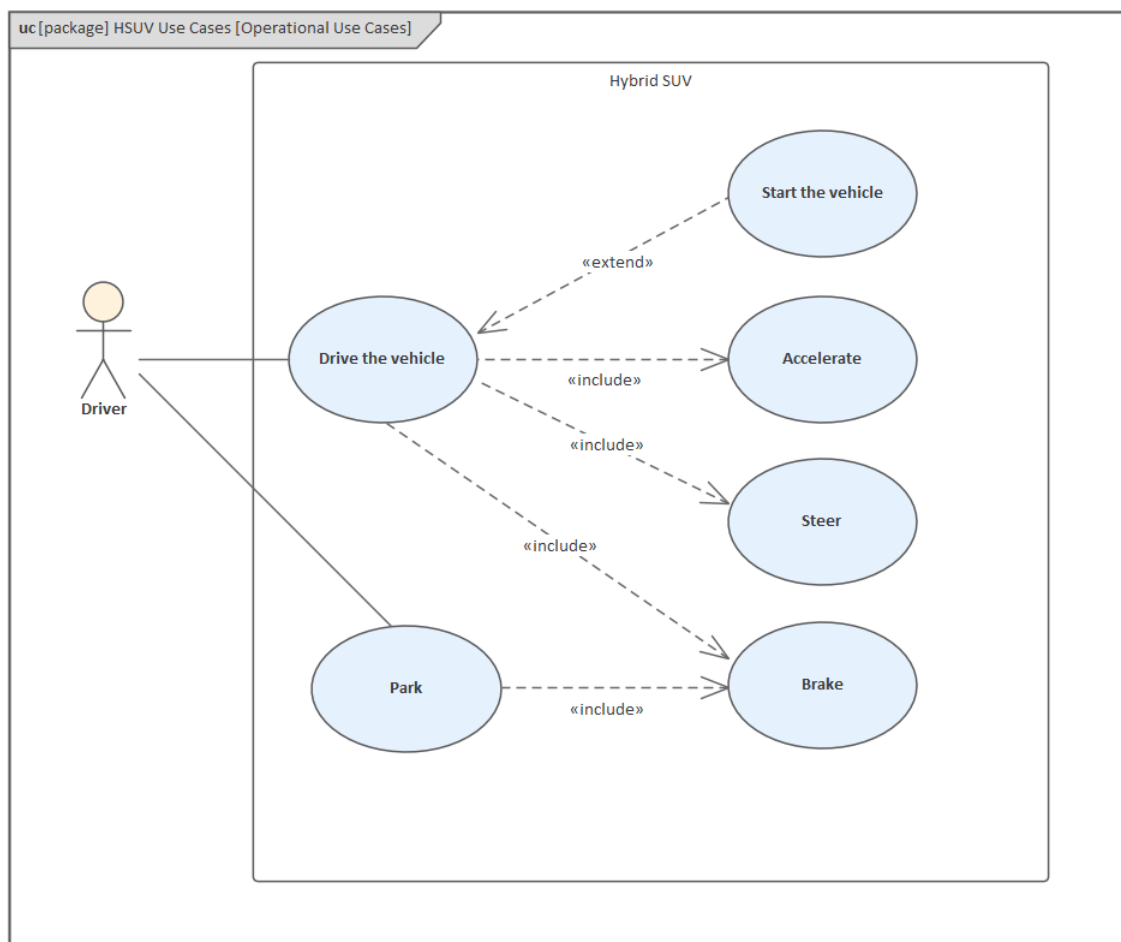 uc [package] HSUV Use Cases [Operational Use Cases]
Hybrid SUV
Start the vehicle
«extend»
Drive the vehicle
Accelerate
«include»
Driver
«include»
Steer
«include»
Park
Brake
«include»